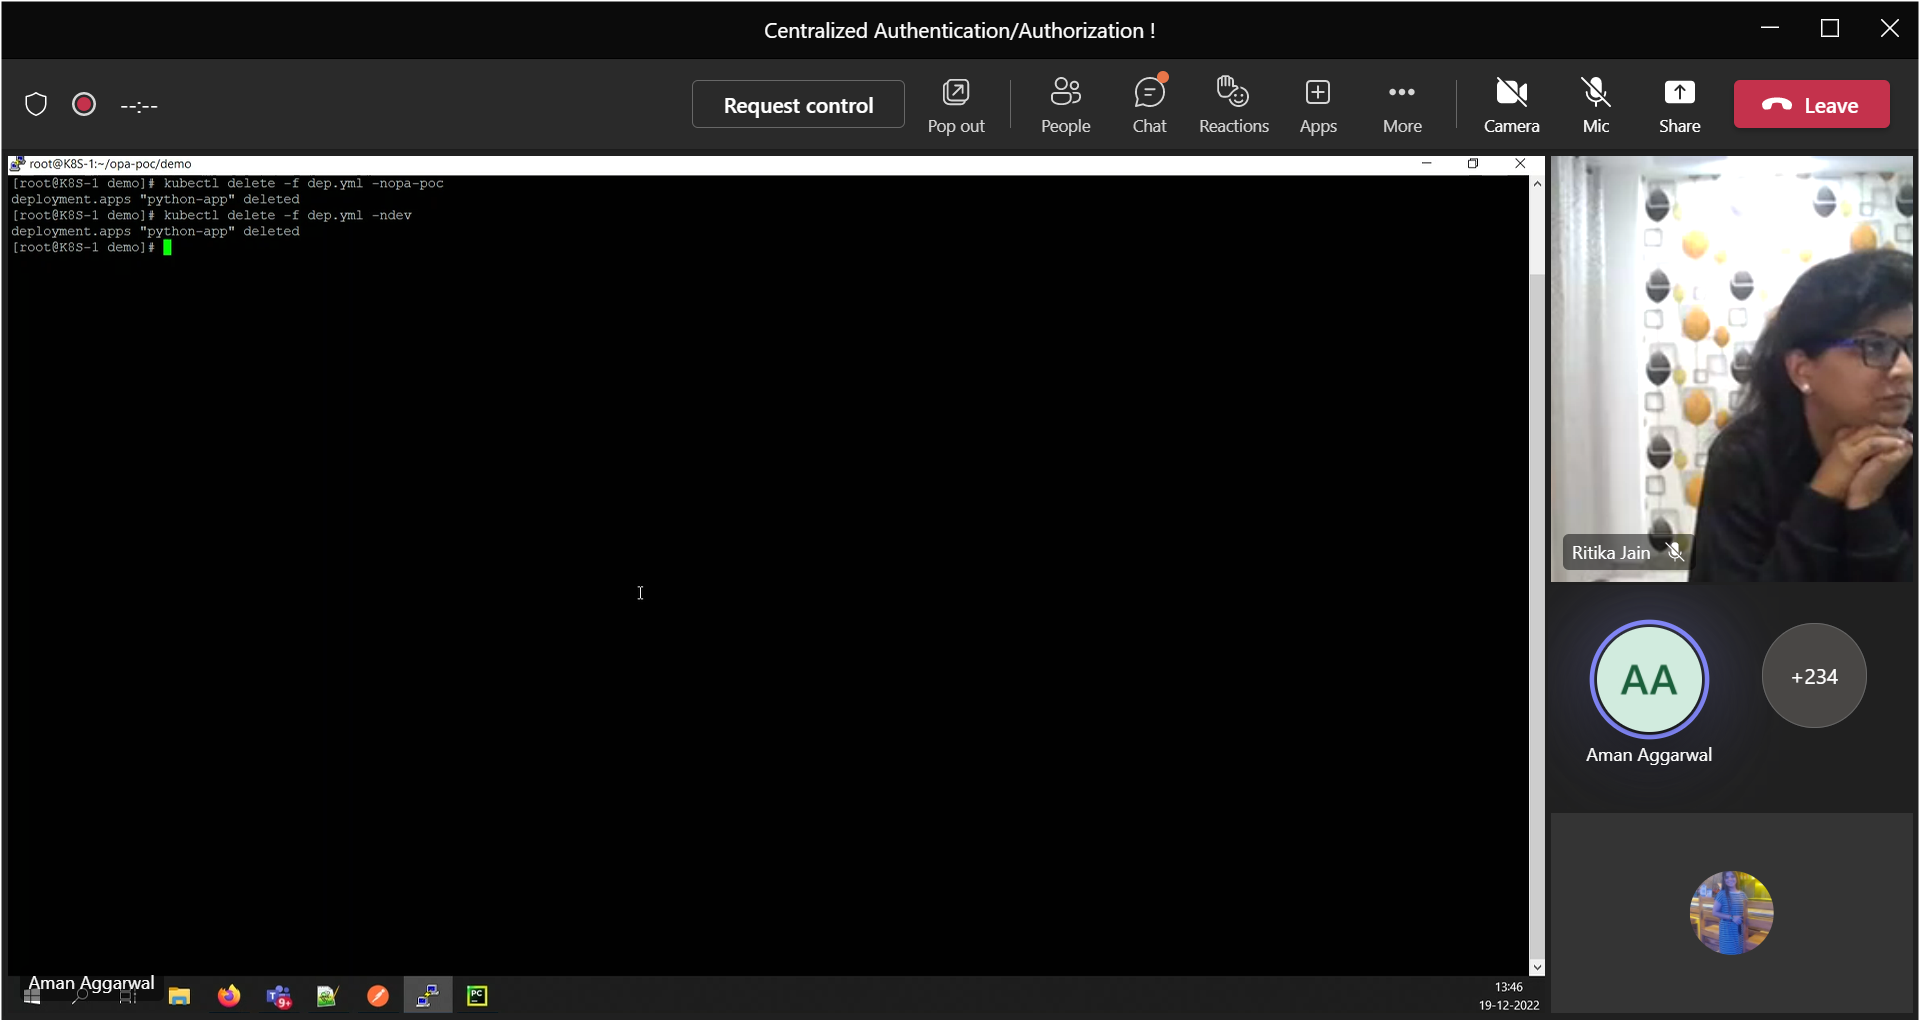 Centralized Authentication/Authorization !
--:--
Request control
Pop out
People
Chat
Reactions
Apps
More
Camera
Mic
Share
Leave
root@K8S-1:~/opa-poc/demo
[root@K8S-1 demo]# kubectl delete -f dep.yml -nopa-poc
deployment.apps "python-app" deleted
[root@K8S-1 demo]# kubectl delete -f dep.yml -ndev
deployment.apps "python-app" deleted
[root@K8S-1 demo]#
Ritika Jain
AA
+234
Aman Aggarwal
Aman Aggarwal
9+
PC
13:46
19-12-2022